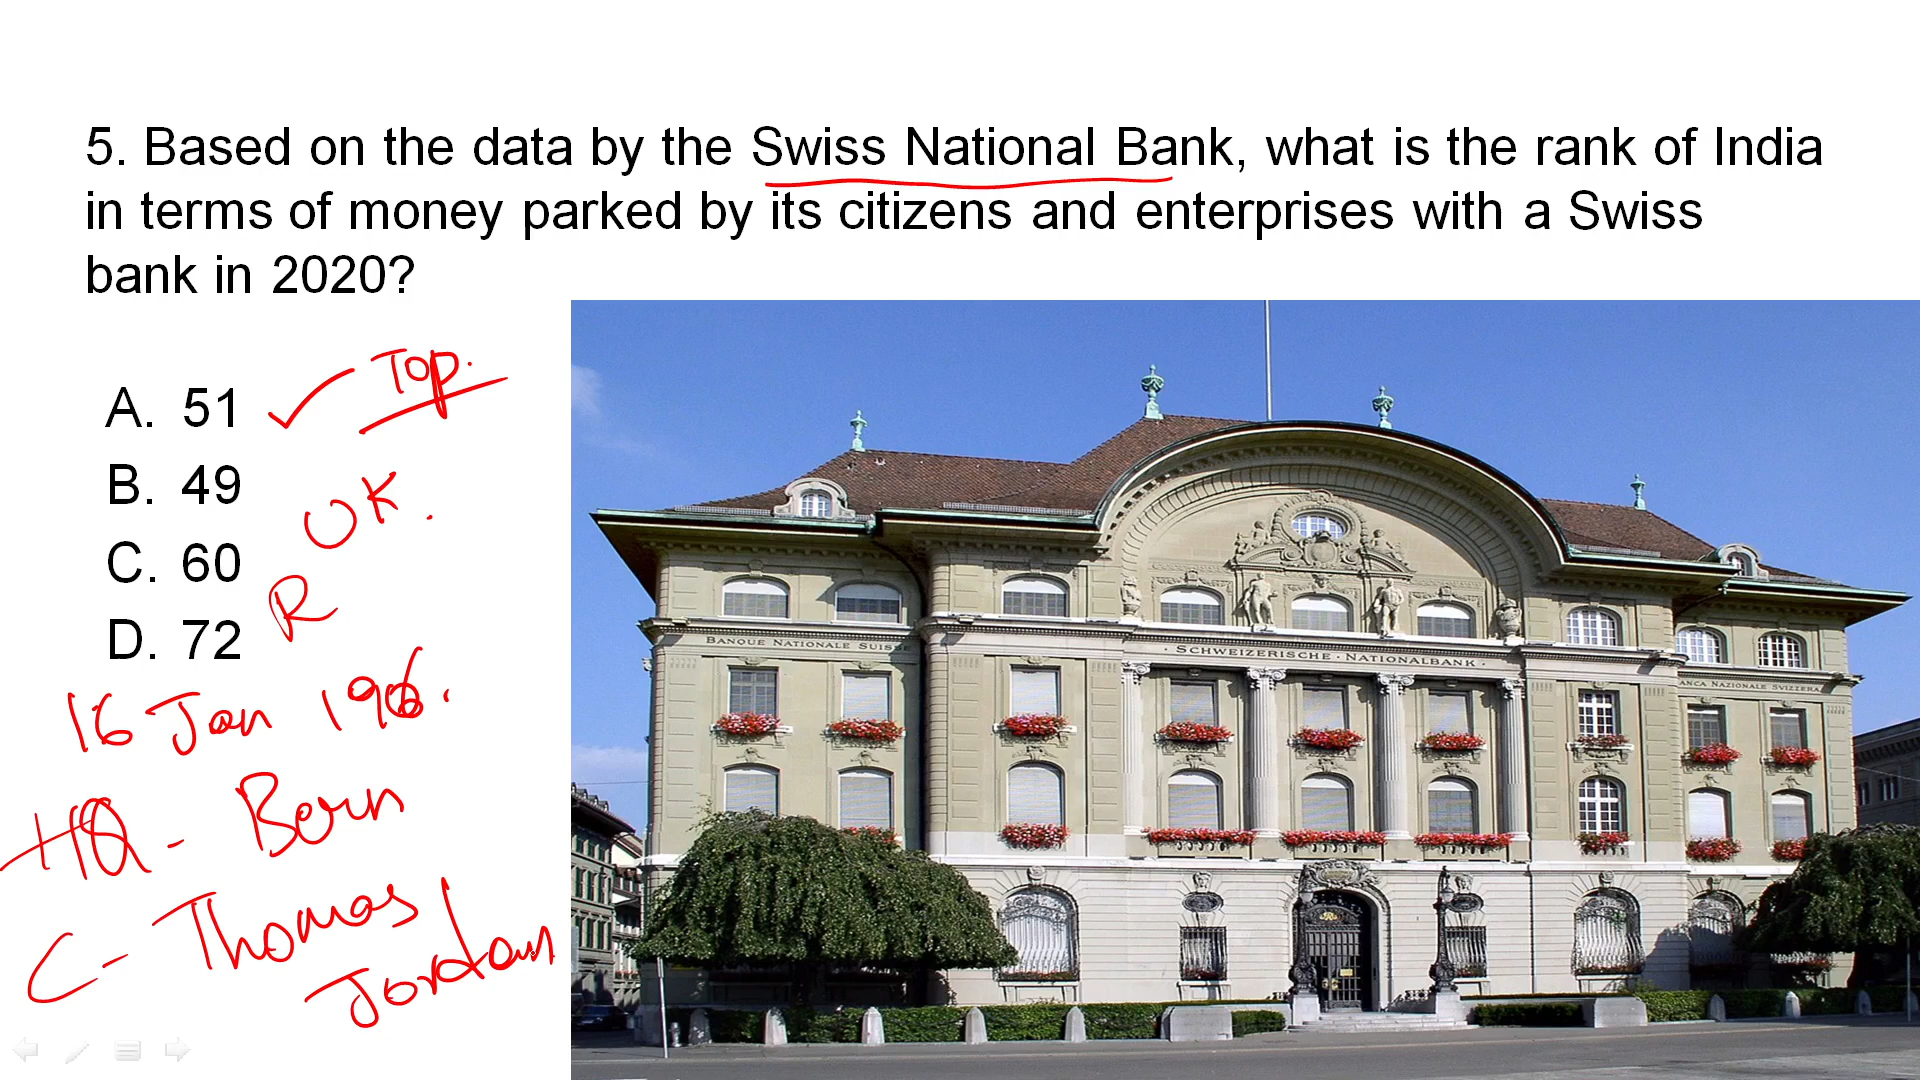 5. Based on the data by the Swiss National Bank, what is the rank of India
in terms of money parked by its citizens and enterprises with a Swiss
bank in 2020?
A. 51
Top.
B. 49
UK.
C. 60
R
D. 72
16 Jan 196.
HQ - Bern
C - Thomas
Jordan
BANQUE NATIONALE SUISSE
· SCHWEIZERISCHE · NATIONALBANK ·
BANCA NAZIONALE SVIZZERA